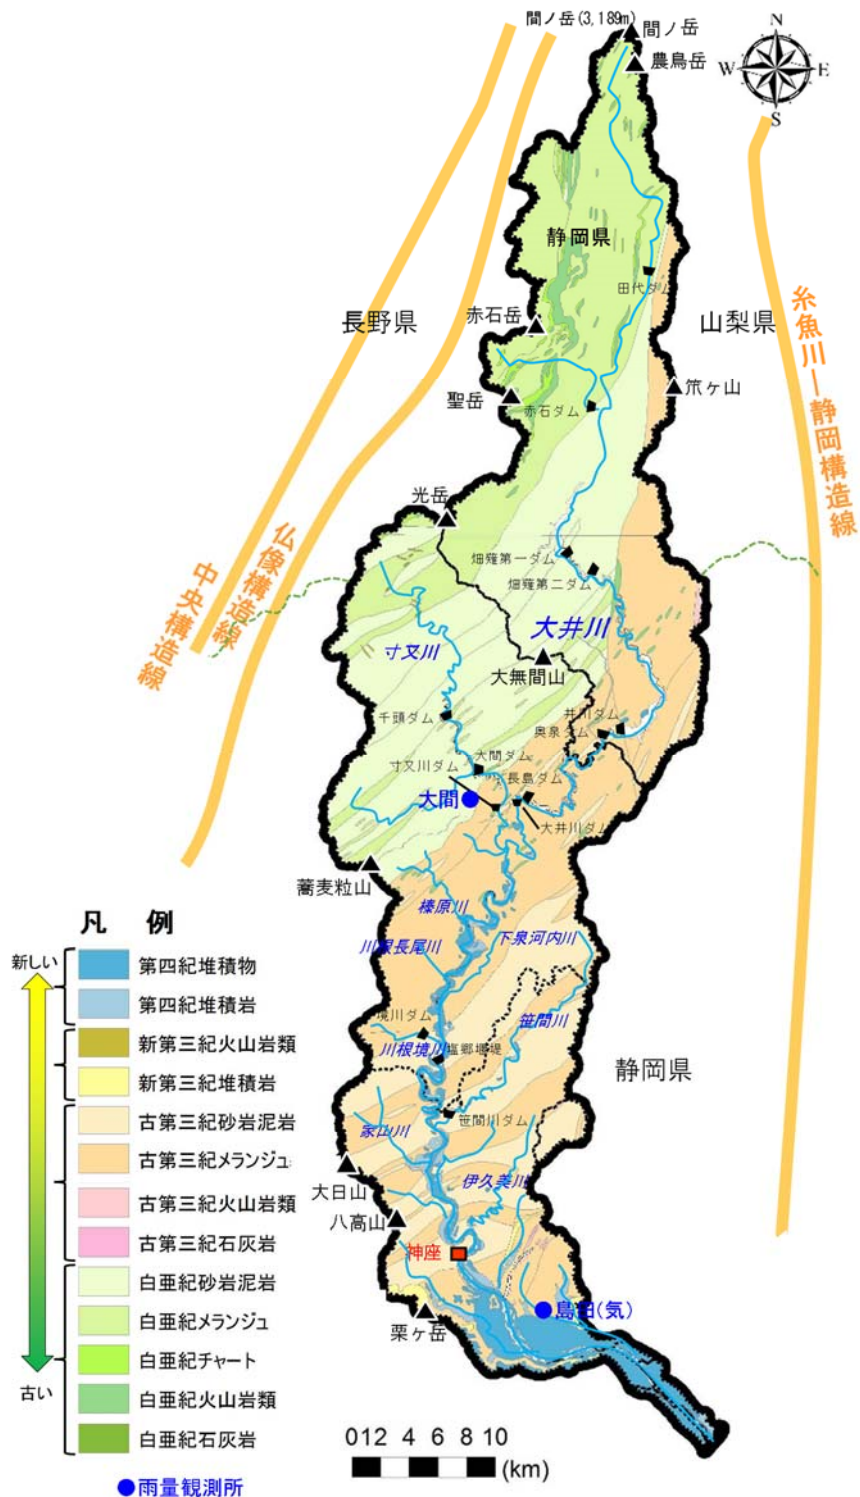 間ノ岳(3,189m)
間ノ岳
農鳥岳
N
W
E
S
静岡県
田代ダム
長野県
赤石岳
山梨県
糸魚川ー静岡構造線
聖岳
赤石ダム
笊ヶ山
光岳
仏像構造線
中央構造線
畑薙第一ダム
畑薙第二ダム
大井川
寸又川
大無間山
千頭ダム
井川ダム
奥泉ダム
大間ダム
寸又川ダム
長島ダム
大間
大井川ダム
蕎麦粒山
榛原川
川根長尾川
下泉河内川
境川ダム
笹間川
川根境川
塩郷堰堤
静岡県
笹間川ダム
家山川
大日山
伊久美川
八高山
神座
島田(気)
栗ヶ岳
凡 例
新しい
第四紀堆積物
第四紀堆積岩
新第三紀火山岩類
新第三紀堆積岩
古第三紀砂岩泥岩
古第三紀メランジュ
古第三紀火山岩類
古第三紀石灰岩
白亜紀砂岩泥岩
白亜紀メランジュ
白亜紀チャート
白亜紀火山岩類
白亜紀石灰岩
古い
雨量観測所
012 4 6 8 10
(km)